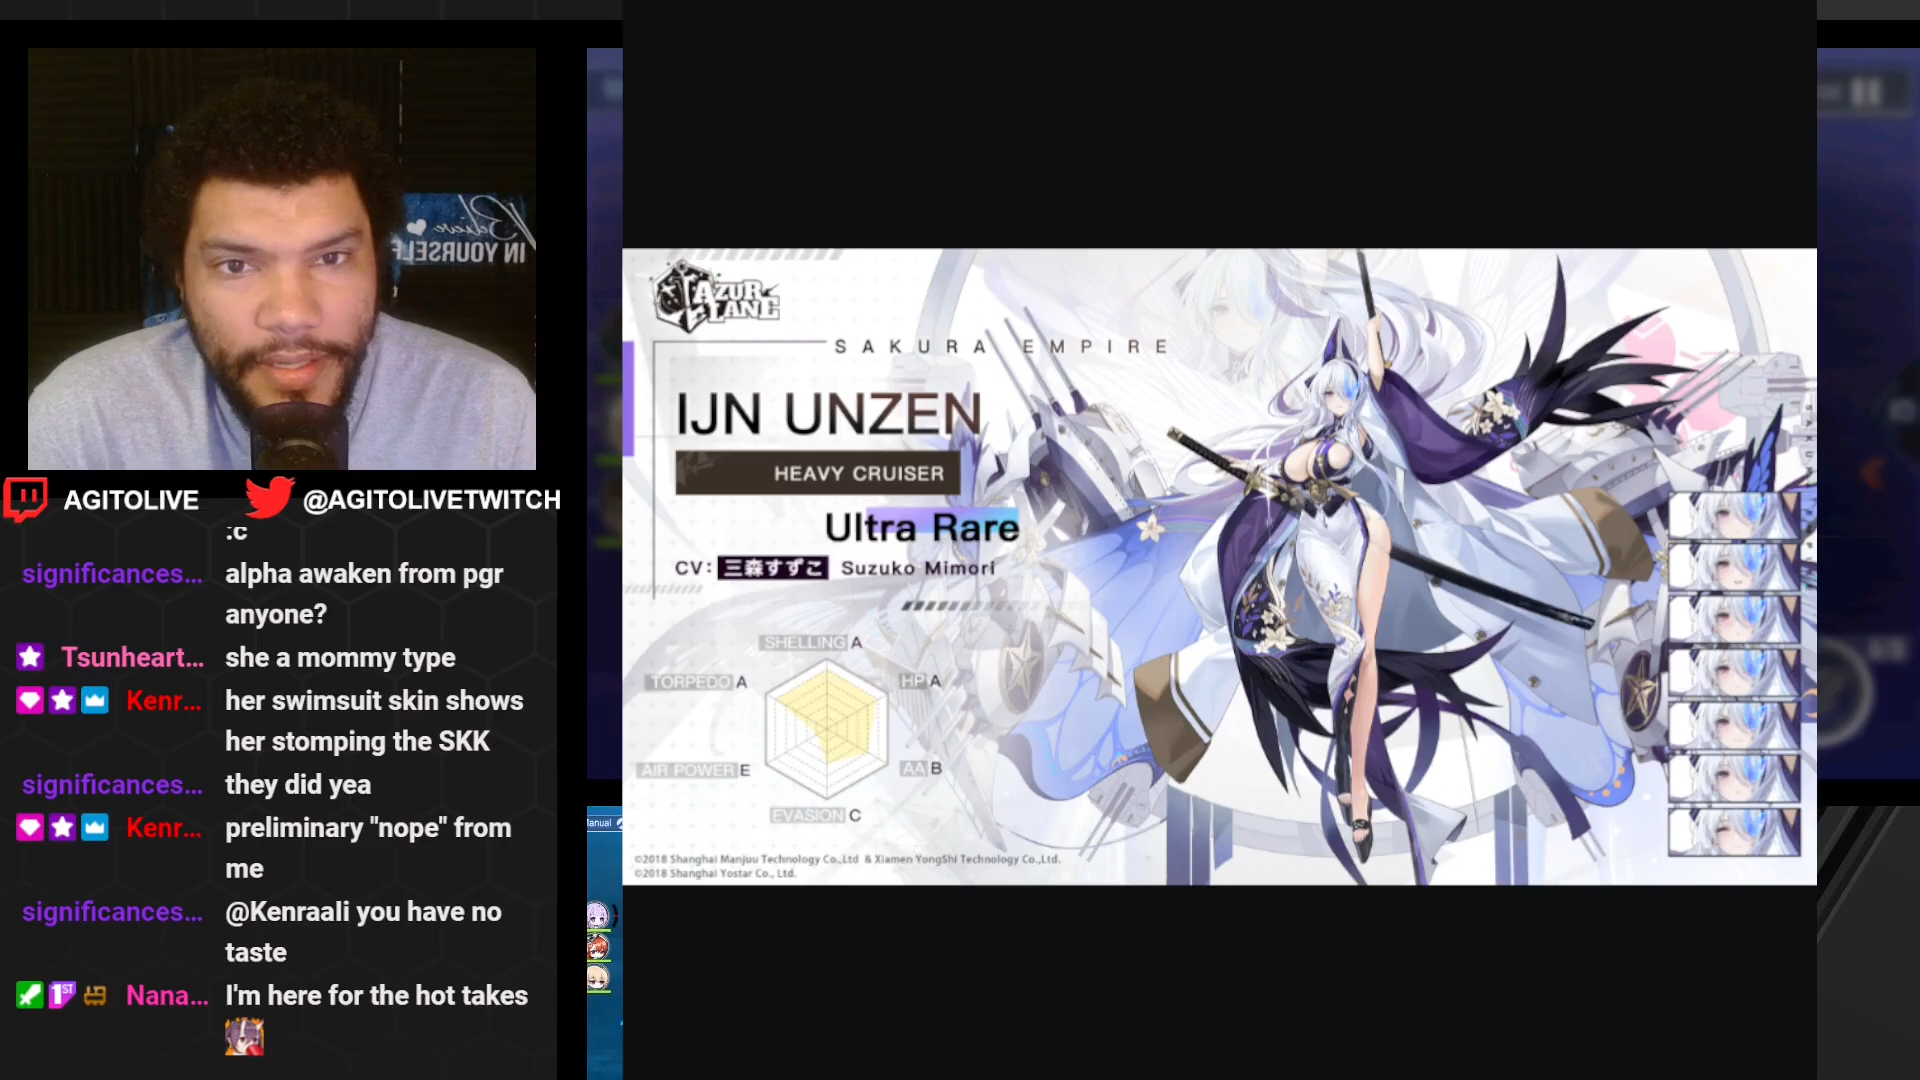 Believe
IN YOURSELF
AGITOLIVE
@AGITOLIVETWITCH
:c
significances...
alpha awaken from pgr
anyone?
Tsunheart...
she a mommy type
Kenr...
her swimsuit skin shows
her stomping the SKK
significances...
they did yea
Kenr...
preliminary "nope" from
me
significances...
@Kenraali you have no
taste
1ST
Nana...
I'm here for the hot takes
AZUR
LANE
SAKURA EMPIRE
IJN UNZEN
HEAVY CRUISER
Ultra Rare
CV: 三森すずこ Suzuko Mimori
SHELLING A
TORPEDO A
HP A
AIR POWER E
AA B
EVASION C
©2018 Shanghai Manjuu Technology Co.,Ltd & Xiamen YongShi Technology Co.,Ltd.
©2018 Shanghai Yostar Co., Ltd.